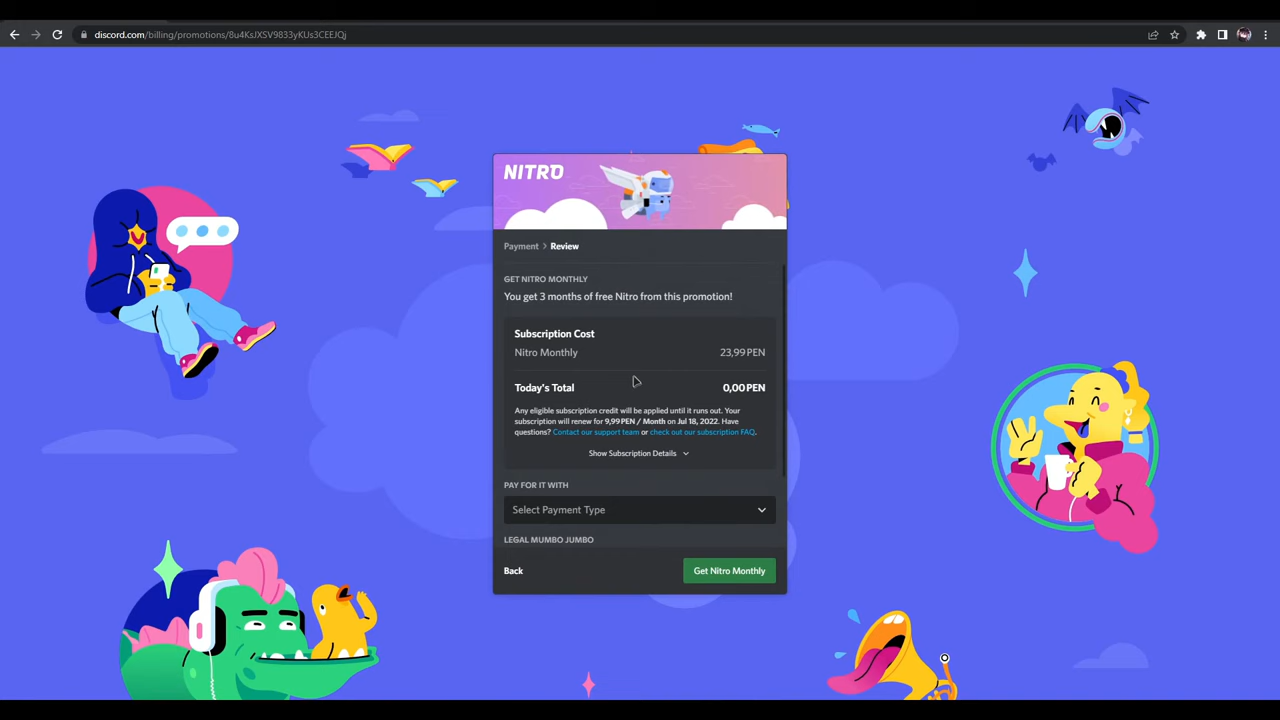 discord.com/billing/promotions/8u4KsJXSV9833yKUs3CEEJQj
NITRO
Payment > Review
GET NITRO MONTHLY
You get 3 months of free Nitro from this promotion!
Subscription Cost
Nitro Monthly 23,99 PEN
Today's Total 0,00 PEN
Any eligible subscription credit will be applied until it runs out. Your
subscription will renew for 9,99 PEN / Month on Jul 18, 2022. Have
questions? Contact our support team or check out our subscription FAQ.
Show Subscription Details
PAY FOR IT WITH
Select Payment Type
LEGAL MUMBO JUMBO
Back
Get Nitro Monthly